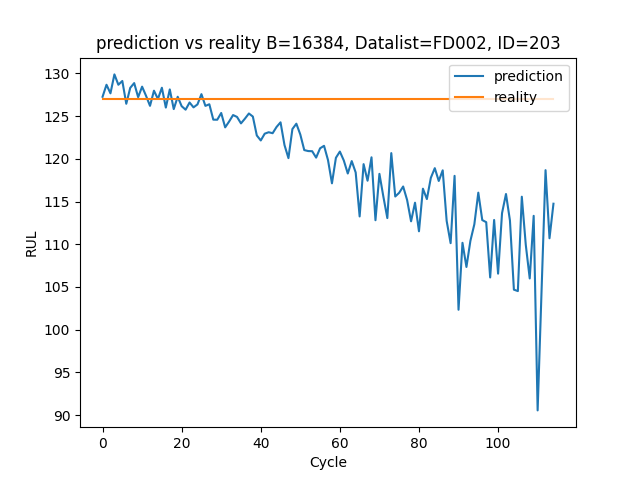 prediction vs reality B=16384, Datalist=FD002, ID=203
prediction
reality
130
125
120
115
110
105
100
95
90
RUL
0 20 40 60 80 100
Cycle